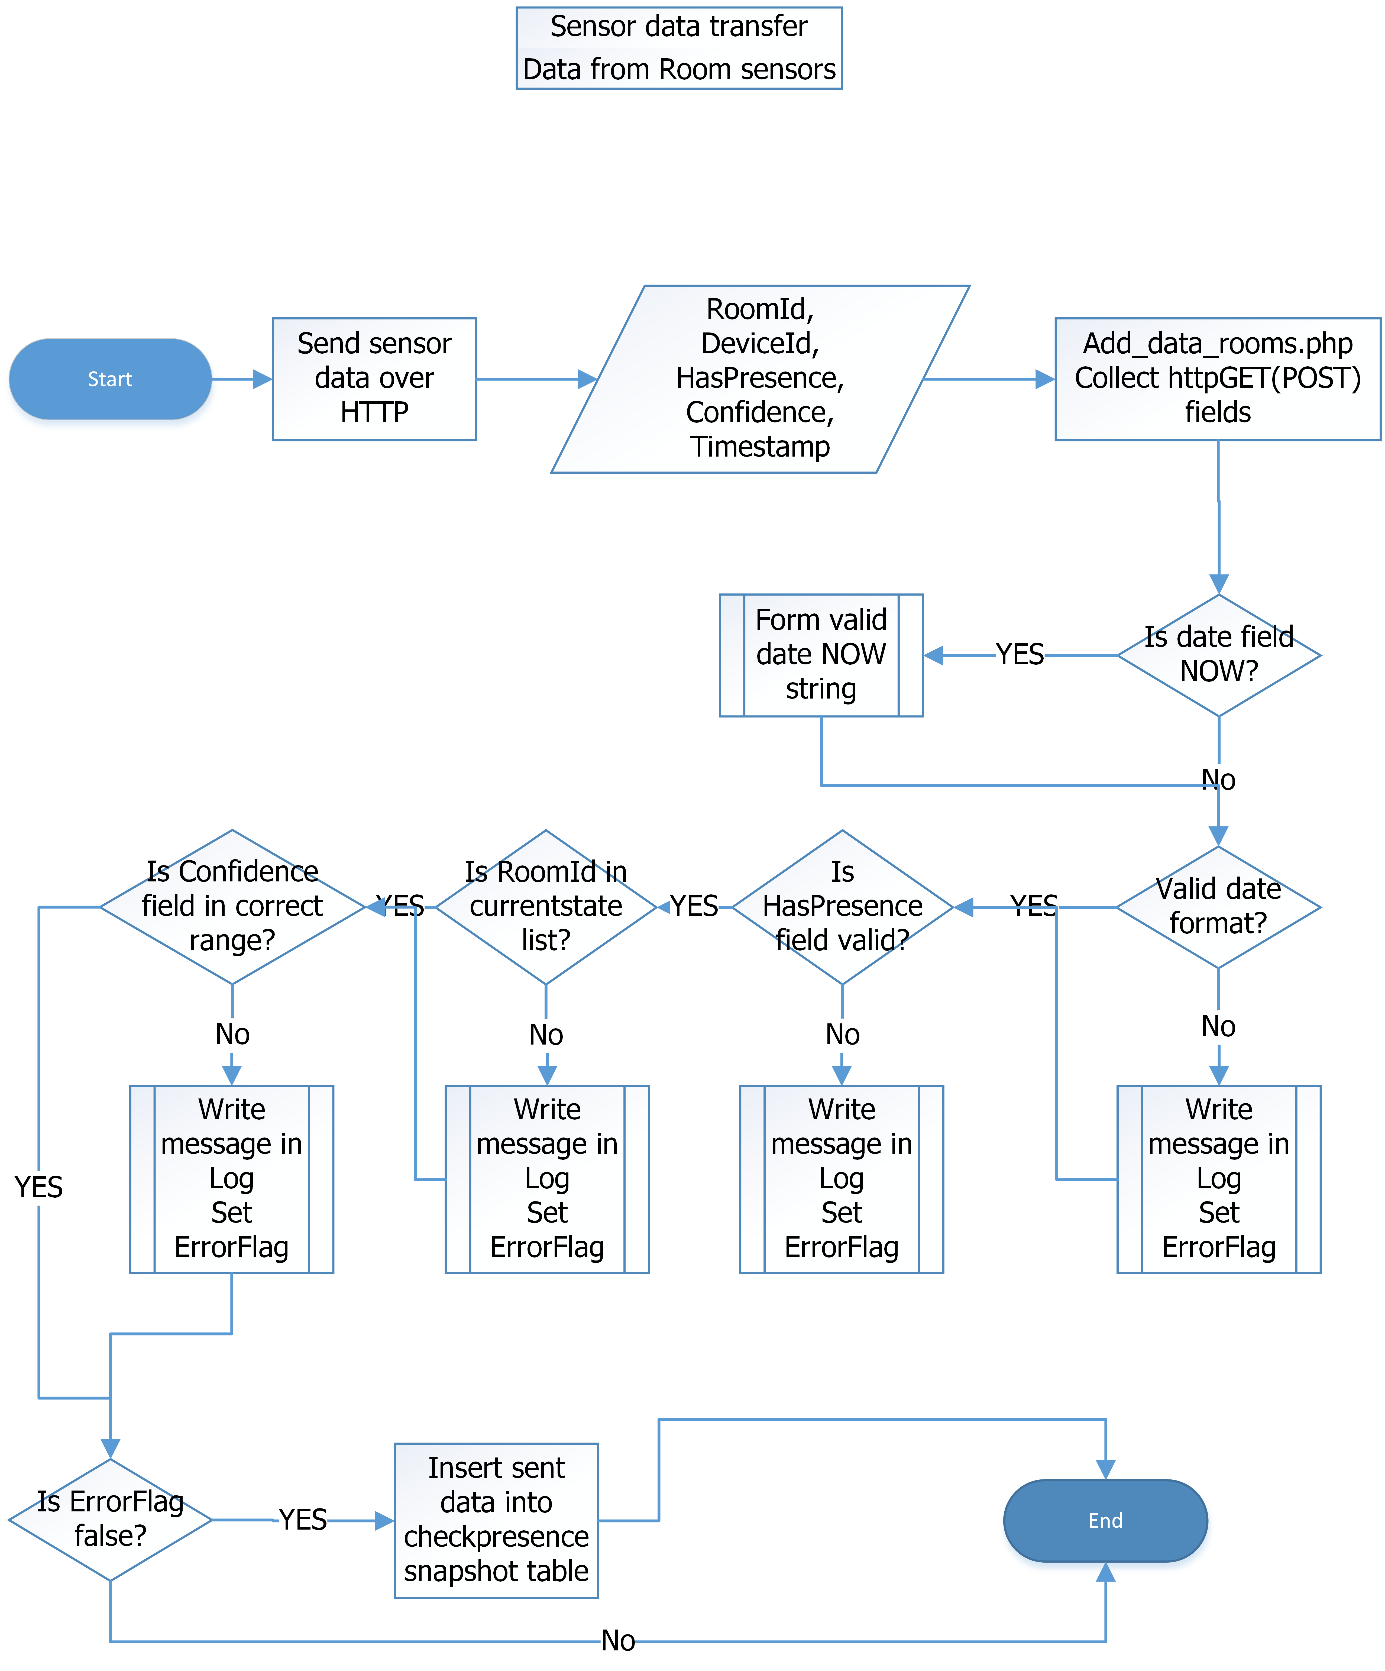 Sensor data transfer
Data from Room sensors
Start
Send sensor
data over
HTTP
RoomId,
DeviceId,
HasPresence,
Confidence,
Timestamp
Add_data_rooms.php
Collect httpGET(POST)
fields
Is date field
NOW?
YES
Form valid
date NOW
string
No
Valid date
format?
YES
Is
HasPresence
field valid?
YES
Is RoomId in
currentstate
list?
YES
Is Confidence
field in correct
range?
No
No
No
No
Write
message in
Log
Set
ErrorFlag
Write
message in
Log
Set
ErrorFlag
Write
message in
Log
Set
ErrorFlag
Write
message in
Log
Set
ErrorFlag
YES
Is ErrorFlag
false?
YES
Insert sent
data into
checkpresence
snapshot table
End
No